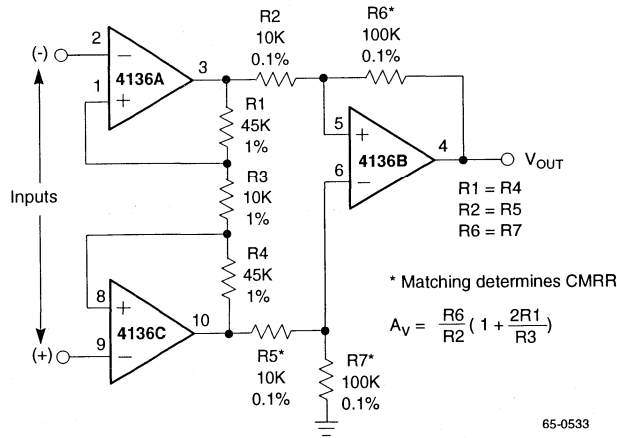 R2
10K
0.1%
R6*
100K
0.1%
(-)
2
−
4136A
3
1
+
R1
45K
1%
5
+
4136B
4
6
−
VOUT
R1 = R4
R2 = R5
R6 = R7
Inputs
R3
10K
1%
R4
45K
1%
8
+
4136C
10
9
−
(+)
R5*
10K
0.1%
R7*
100K
0.1%
* Matching determines CMRR
AV = R6/R2 ( 1 + 2R1/R3 )
65-0533